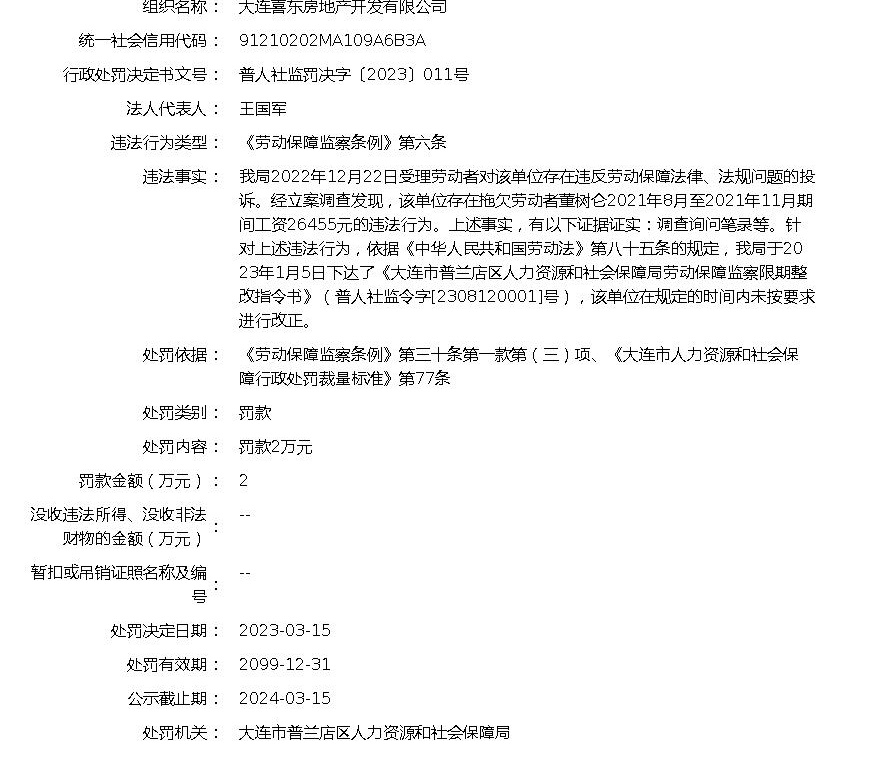 组织名称： 大连喜东房地产开发有限公司
统一社会信用代码： 91210202MA109A6B3A
行政处罚决定书文号： 普人社监罚决字〔2023〕011号
法人代表人： 王国军
违法行为类型： 《劳动保障监察条例》第六条
违法事实： 我局2022年12月22日受理劳动者对该单位存在违反劳动保障法律、法规问题的投
诉。经立案调查发现，该单位存在拖欠劳动者董树仑2021年8月至2021年11月期
间工资26455元的违法行为。上述事实，有以下证据证实：调查询问笔录等。针
对上述违法行为，依据《中华人民共和国劳动法》第八十五条的规定，我局于20
23年1月5日下达了《大连市普兰店区人力资源和社会保障局劳动保障监察限期整
改指令书》（普人社监令字[2308120001]号），该单位在规定的时间内未按要求
进行改正。
处罚依据： 《劳动保障监察条例》第三十条第一款第（三）项、《大连市人力资源和社会保
障行政处罚裁量标准》第77条
处罚类别： 罚款
处罚内容： 罚款2万元
罚款金额（万元）： 2
没收违法所得、没收非法
财物的金额（万元）： --
暂扣或吊销证照名称及编
号： --
处罚决定日期： 2023-03-15
处罚有效期： 2099-12-31
公示截止期： 2024-03-15
处罚机关： 大连市普兰店区人力资源和社会保障局